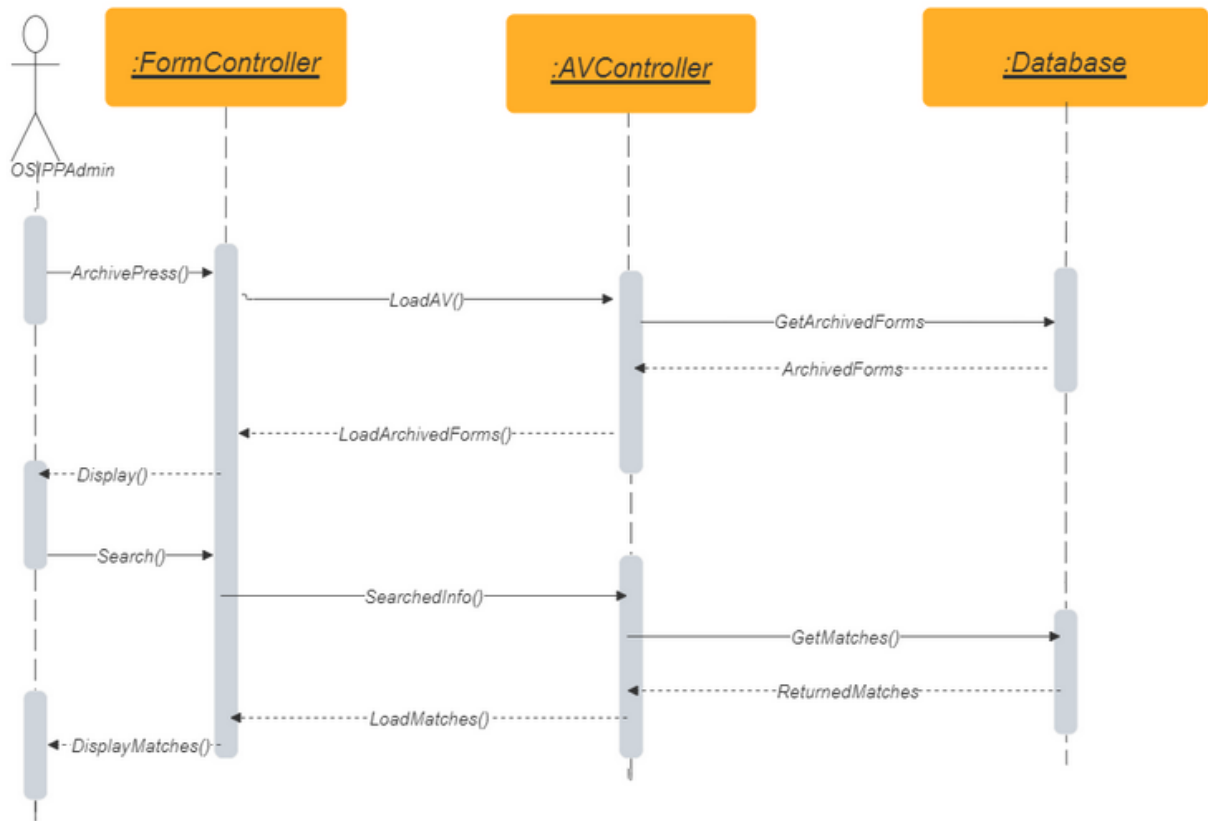 :FormController
:AVController
:Database
OSIPPAdmin
ArchivePress()
LoadAV()
GetArchivedForms
ArchivedForms
LoadArchivedForms()
Display()
Search()
SearchedInfo()
GetMatches()
ReturnedMatches
LoadMatches()
DisplayMatches()